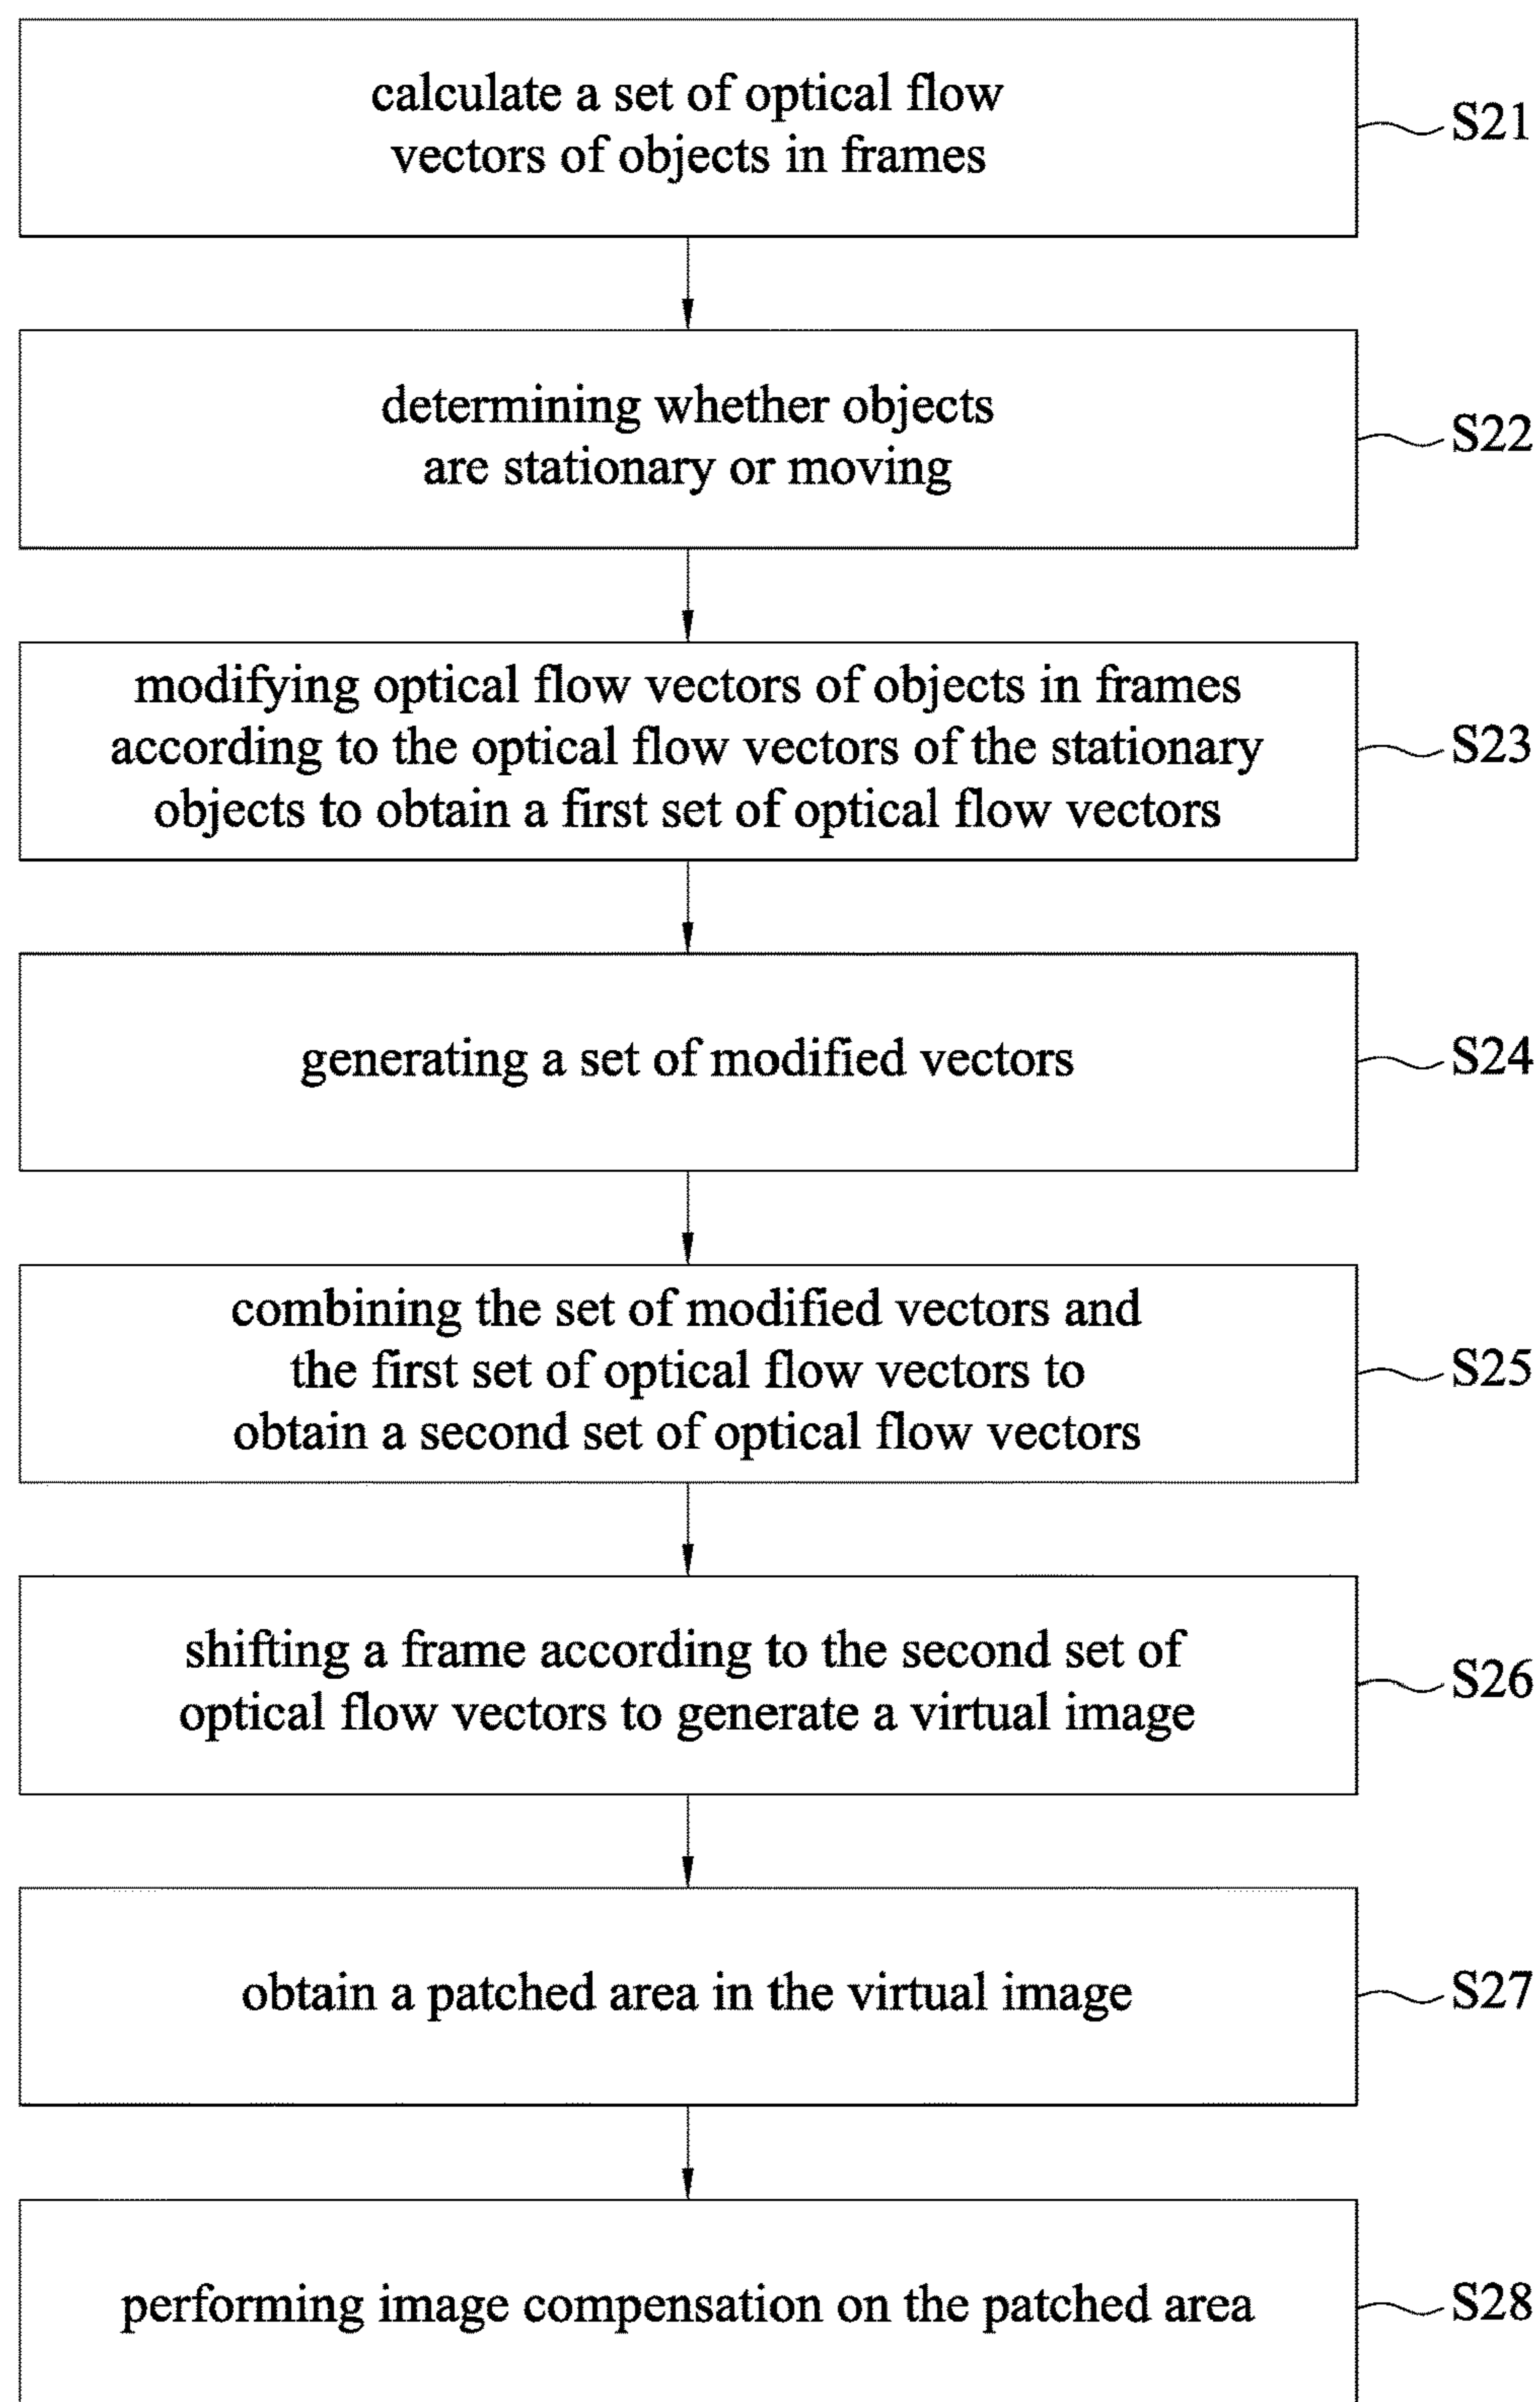 calculate a set of optical flow
vectors of objects in frames
S21
determining whether objects
are stationary or moving
S22
modifying optical flow vectors of objects in frames
according to the optical flow vectors of the stationary
objects to obtain a first set of optical flow vectors
S23
generating a set of modified vectors
S24
combining the set of modified vectors and
the first set of optical flow vectors to
obtain a second set of optical flow vectors
S25
shifting a frame according to the second set of
optical flow vectors to generate a virtual image
S26
obtain a patched area in the virtual image
S27
performing image compensation on the patched area
S28